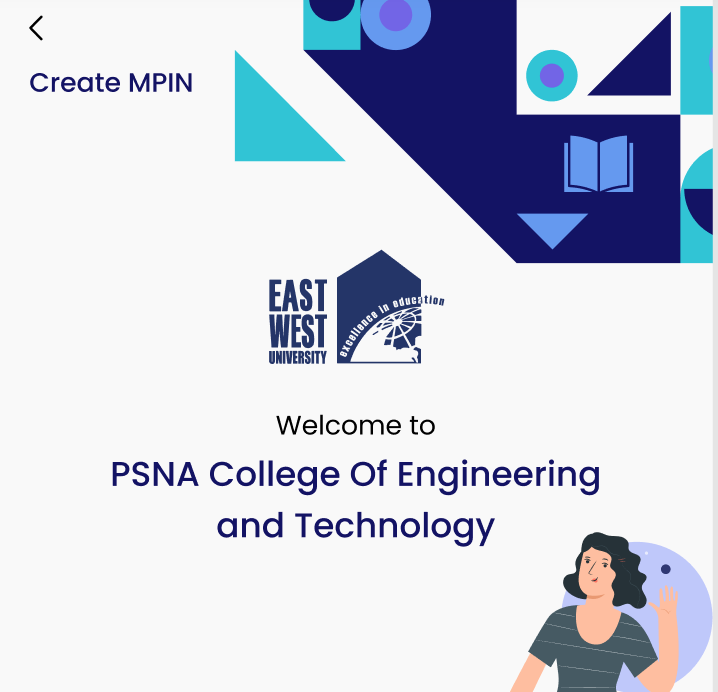 Create MPIN
EAST
WEST
UNIVERSITY
excellence in education
Welcome to
PSNA College Of Engineering
and Technology